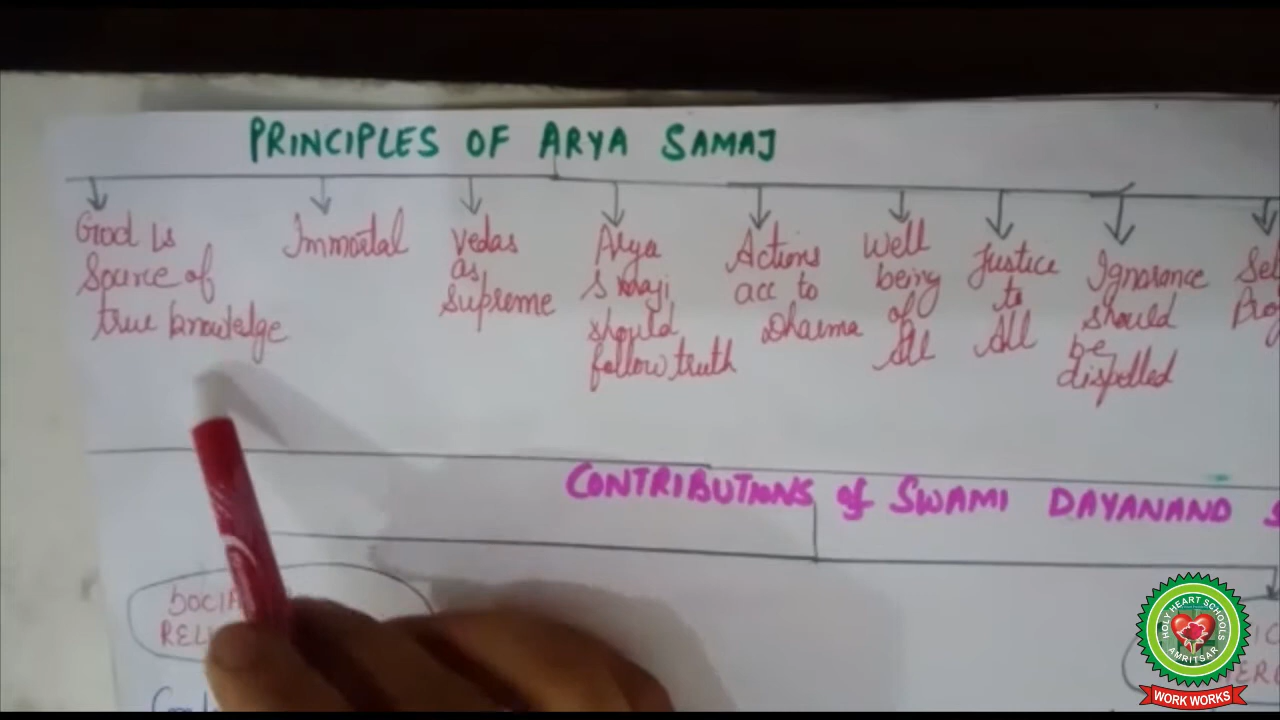 PRINCIPLES OF ARYA SAMAJ
God is
Source of
true knowledge
Immortal
Vedas
as
Supreme
Arya
Smaji
should
follow truth
Actions
acc to
Dharma
Well
being
of
All
Justice
to
All
Ignorance
should
be
dispelled
CONTRIBUTIONS of SWAMI DAYANAND
HOLY HEART SCHOOLS
AMRITSAR
WORK WORKS